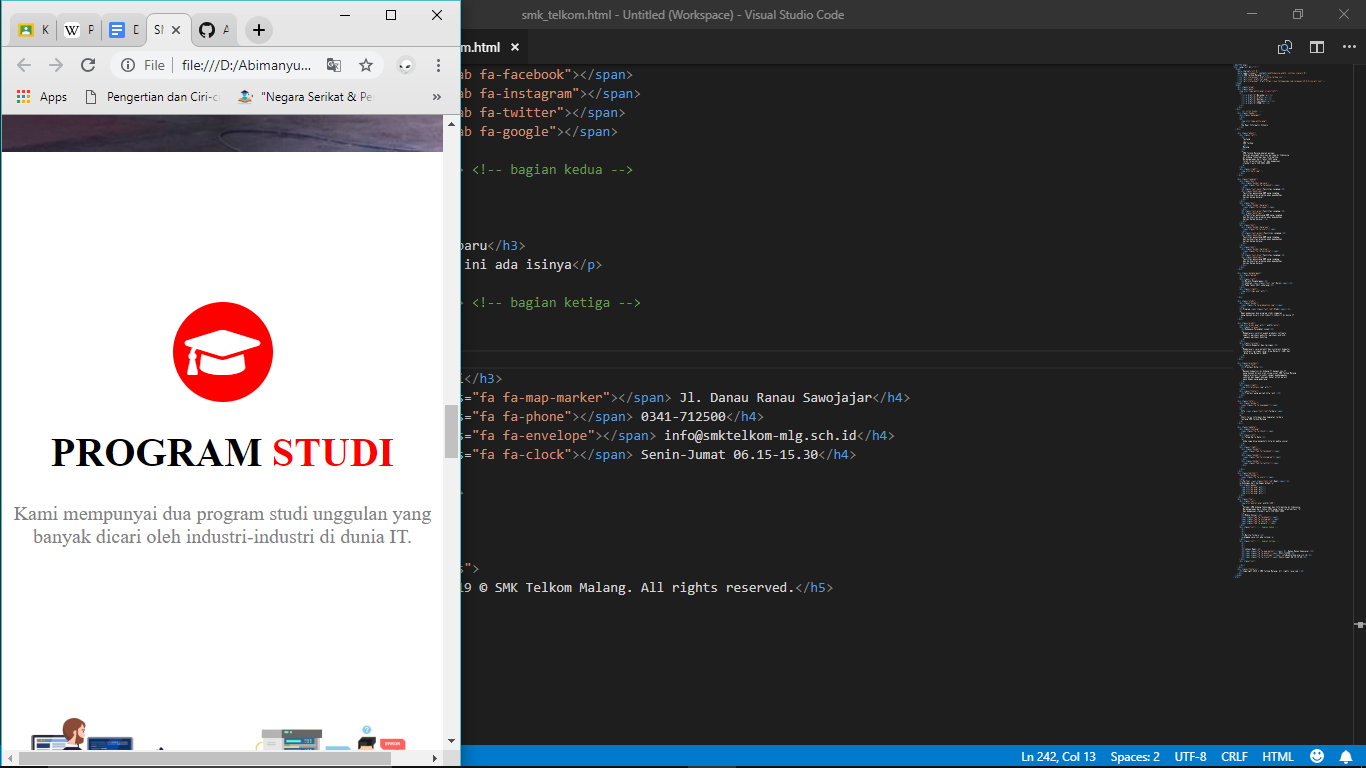 smk_telkom.html - Untitled (Workspace) - Visual Studio Code
K
W
P
D
SI
A
File
file:///D:/Abimanyu...
Apps
Pengertian dan Ciri-c
"Negara Serikat & Pe
»
m.html
ab fa-facebook"></span>
ab fa-instagram"></span>
ab fa-twitter"></span>
ab fa-google"></span>
> <!-- bagian kedua -->
baru</h3>
ini ada isinya</p>
> <!-- bagian ketiga -->
</h3>
s="fa fa-map-marker"></span> Jl. Danau Ranau Sawojajar</h4>
s="fa fa-phone"></span> 0341-712500</h4>
s="fa fa-envelope"></span> info@smktelkom-mlg.sch.id</h4>
s="fa fa-clock"></span> Senin-Jumat 06.15-15.30</h4>
>
s">
19 © SMK Telkom Malang. All rights reserved.</h5>
PROGRAM STUDI
Kami mempunyai dua program studi unggulan yang
banyak dicari oleh industri-industri di dunia IT.
ERROR
Ln 242, Col 13
Spaces: 2
UTF-8
CRLF
HTML